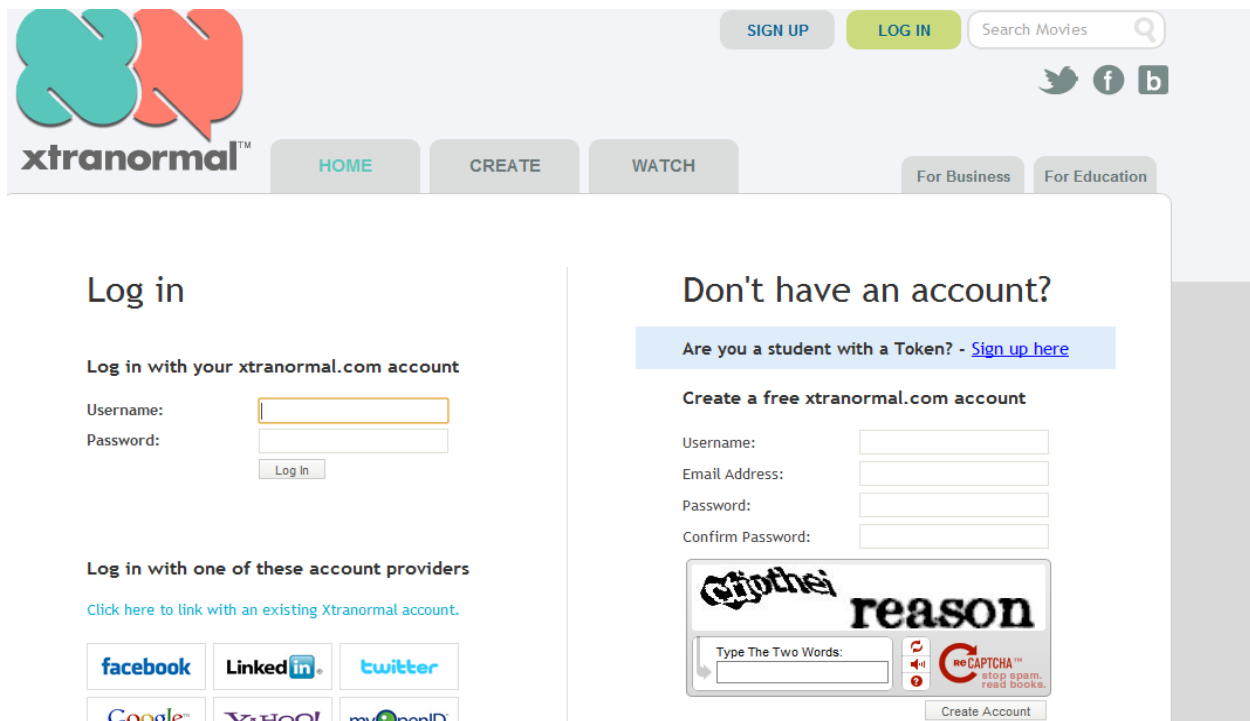 SIGN UP LOG IN Search Movies
xtranormal™ HOME CREATE WATCH For Business For Education
Log in
Log in with your xtranormal.com account
Username:
Password:
Log In
Log in with one of these account providers
Click here to link with an existing Xtranormal account.
facebook LinkedIn twitter
Google YAHOO! myOpenID
Don't have an account?
Are you a student with a Token? - Sign up here
Create a free xtranormal.com account
Username:
Email Address:
Password:
Confirm Password:
reason
Type The Two Words:
reCAPTCHA™
stop spam.
read books.
Create Account